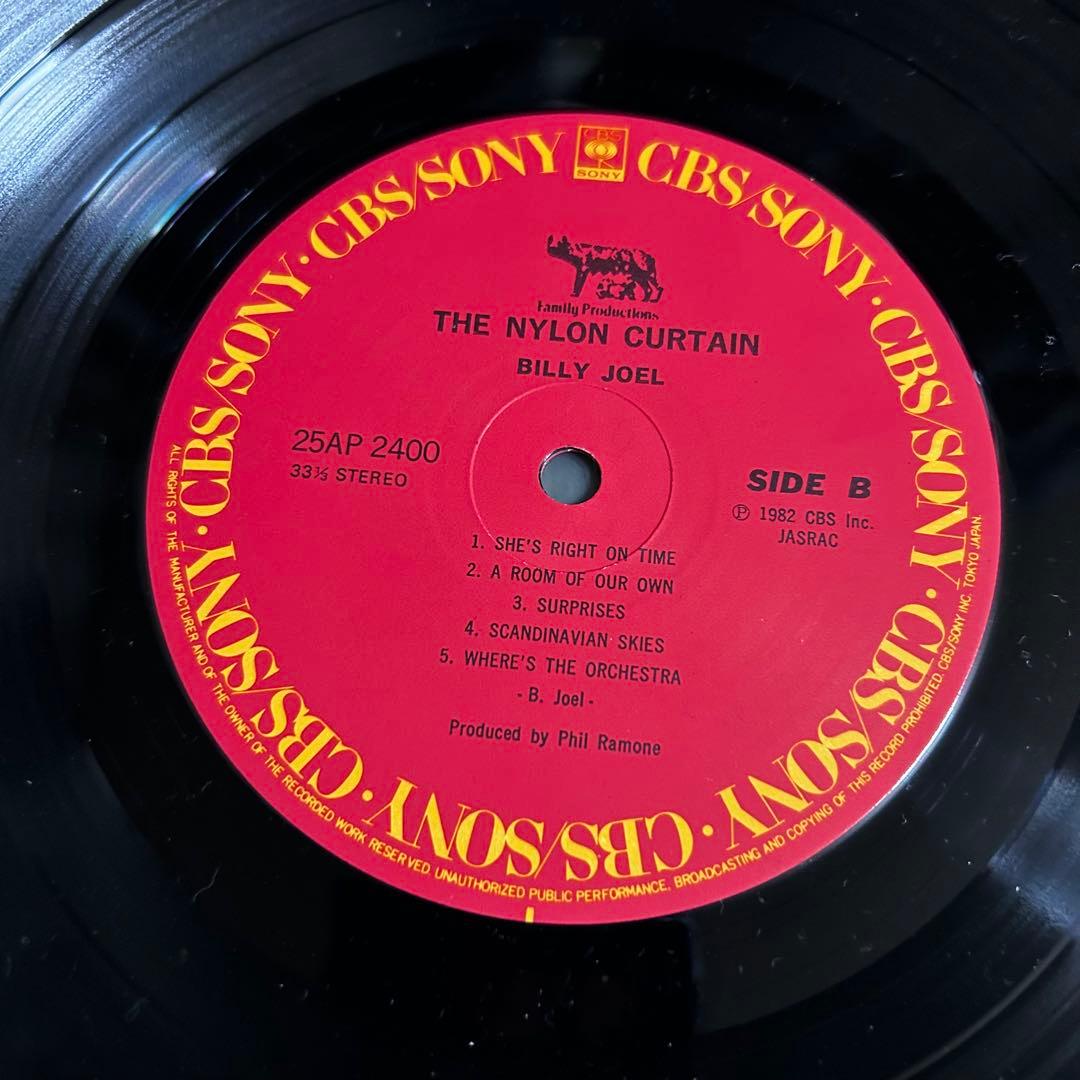 CBS/SONY · CBS/SONY · CBS/SONY · CBS/SONY · CBS/SONY · CBS/SONY · CBS/SONY · CBS/SONY
CBS
SONY
Family Productions
THE NYLON CURTAIN
BILLY JOEL
25AP 2400
33⅓ STEREO
SIDE B
℗ 1982 CBS Inc.
JASRAC
1. SHE'S RIGHT ON TIME
2. A ROOM OF OUR OWN
3. SURPRISES
4. SCANDINAVIAN SKIES
5. WHERE'S THE ORCHESTRA
- B. Joel -
Produced by Phil Ramone
ALL RIGHTS OF THE MANUFACTURER AND OF THE OWNER OF THE RECORDED WORK RESERVED. UNAUTHORIZED PUBLIC PERFORMANCE, BROADCASTING AND COPYING OF THIS RECORD PROHIBITED. CBS/SONY INC. TOKYO JAPAN.